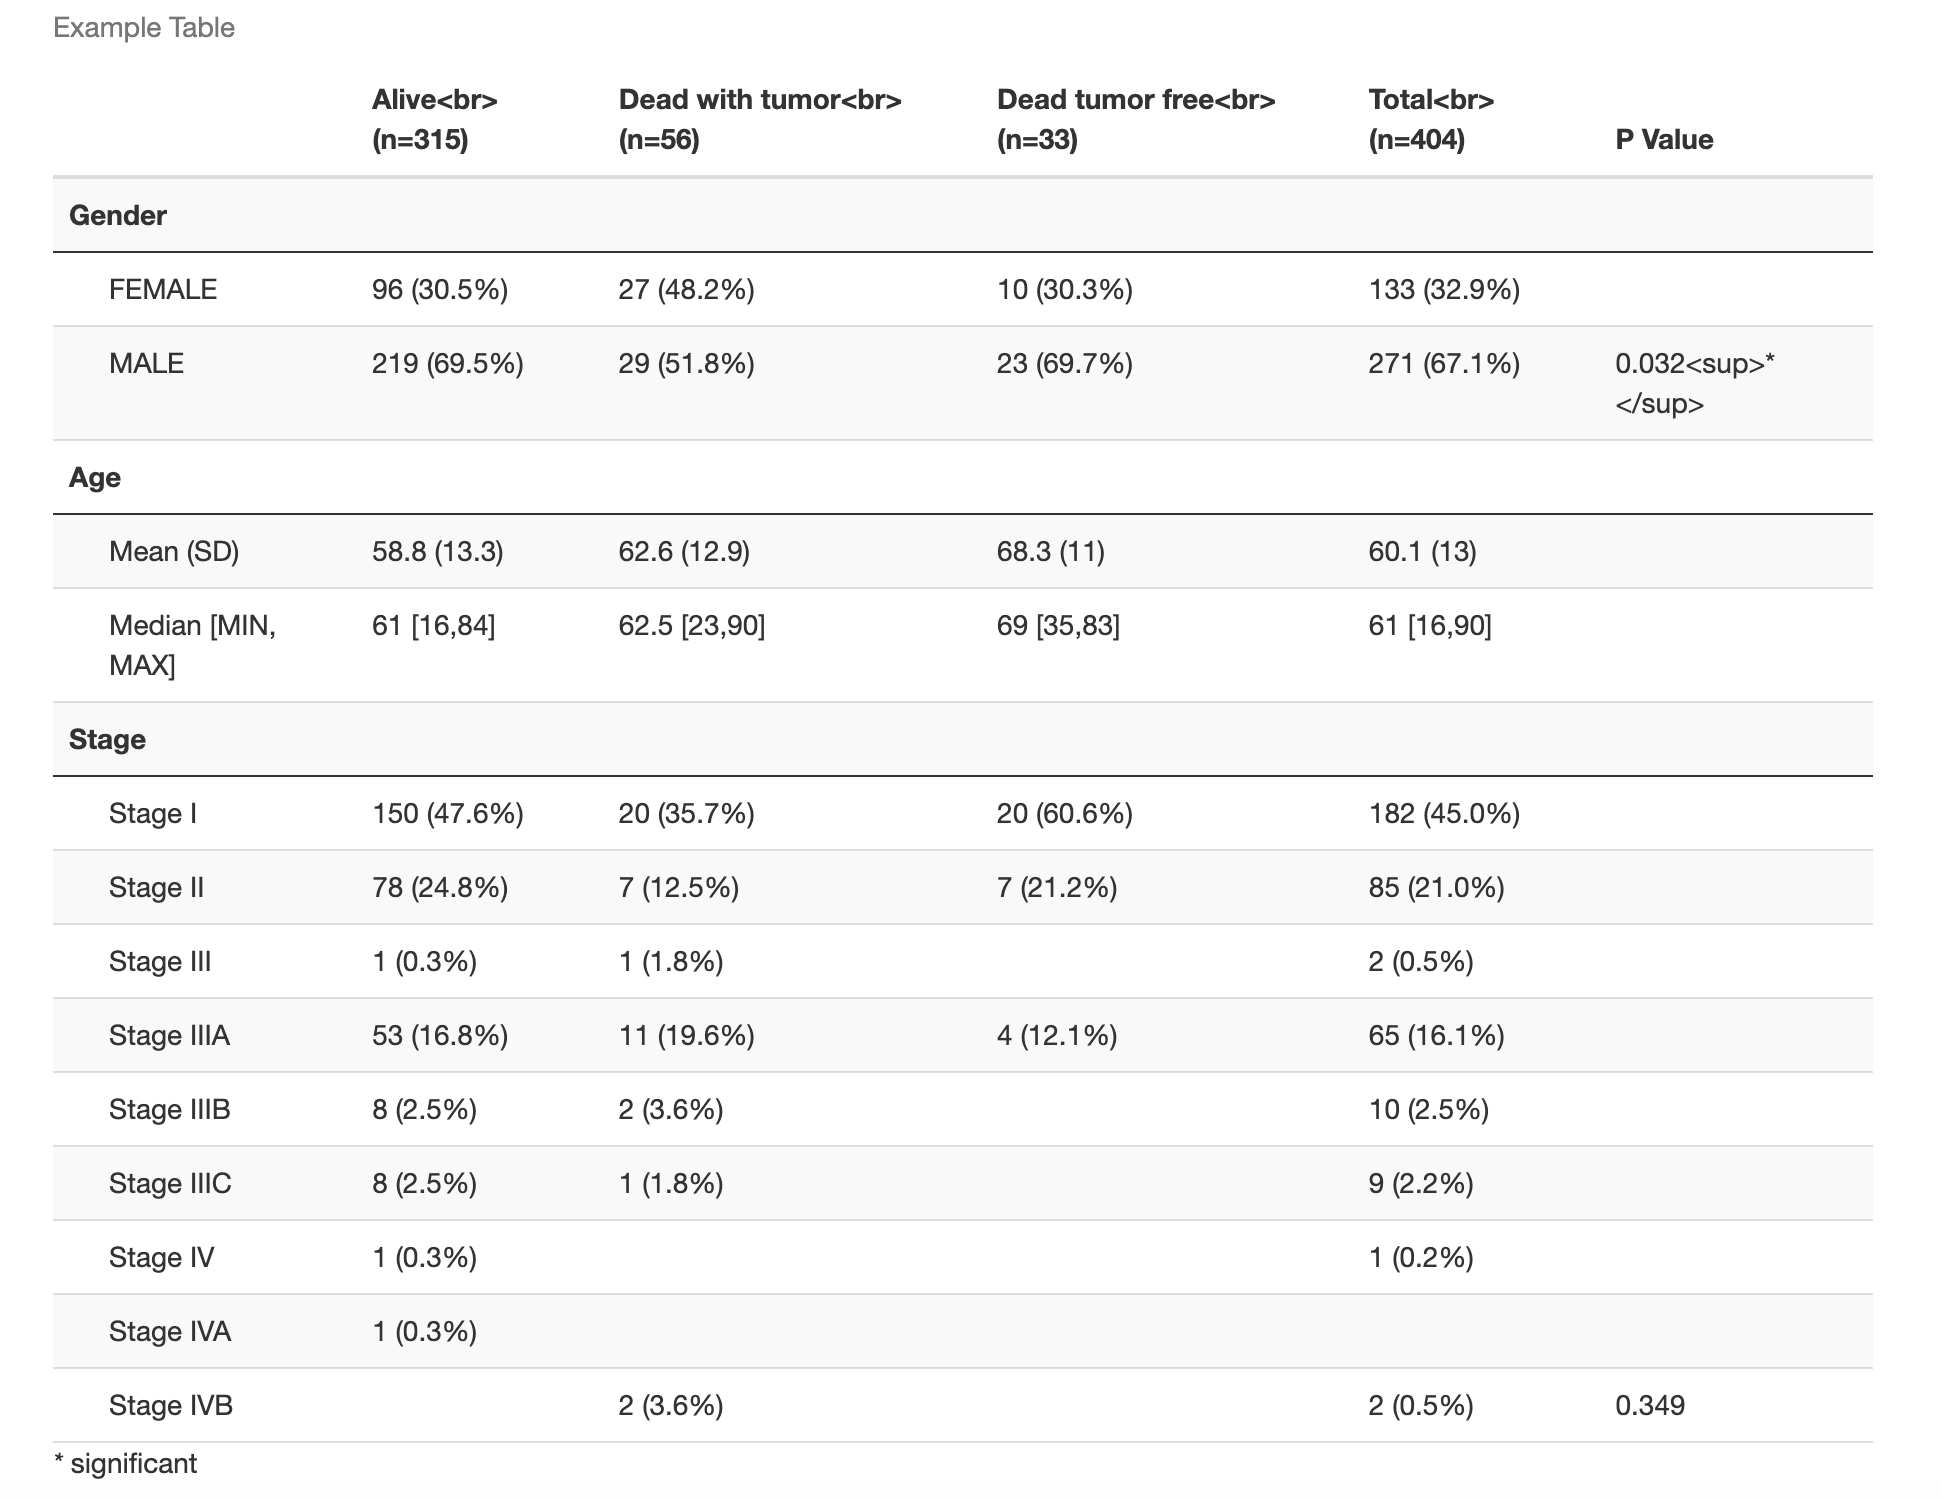 Example Table
Alive<br> Dead with tumor<br> Dead tumor free<br> Total<br>
(n=315) (n=56) (n=33) (n=404) P Value
Gender
FEMALE 96 (30.5%) 27 (48.2%) 10 (30.3%) 133 (32.9%)
MALE 219 (69.5%) 29 (51.8%) 23 (69.7%) 271 (67.1%) 0.032<sup>*
</sup>
Age
Mean (SD) 58.8 (13.3) 62.6 (12.9) 68.3 (11) 60.1 (13)
Median [MIN, 61 [16,84] 62.5 [23,90] 69 [35,83] 61 [16,90]
MAX]
Stage
Stage I 150 (47.6%) 20 (35.7%) 20 (60.6%) 182 (45.0%)
Stage II 78 (24.8%) 7 (12.5%) 7 (21.2%) 85 (21.0%)
Stage III 1 (0.3%) 1 (1.8%) 2 (0.5%)
Stage IIIA 53 (16.8%) 11 (19.6%) 4 (12.1%) 65 (16.1%)
Stage IIIB 8 (2.5%) 2 (3.6%) 10 (2.5%)
Stage IIIC 8 (2.5%) 1 (1.8%) 9 (2.2%)
Stage IV 1 (0.3%) 1 (0.2%)
Stage IVA 1 (0.3%)
Stage IVB 2 (3.6%) 2 (0.5%) 0.349
* significant